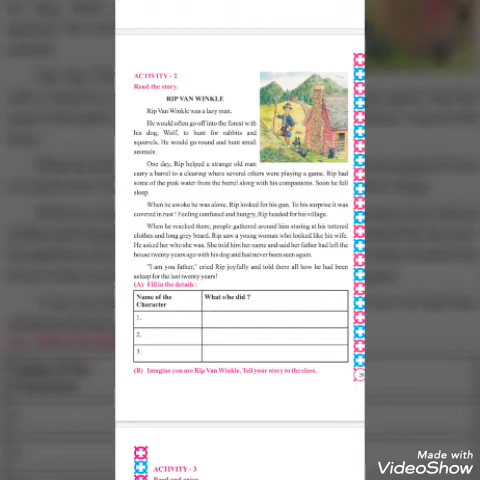 ACTIVITY - 2
Read the story.
RIP VAN WINKLE
Rip Van Winkle was a lazy man.
He would often go off into the forest with
his dog, Wolf, to hunt for rabbits and
squirrels. He would go round and hunt small
animals.
One day, Rip helped a strange old man
carry a barrel to a clearing where several others were playing a game. Rip had
some of the pink water from the barrel along with his companions. Soon he fell
asleep.
When he awoke he was alone. Rip looked for his gun. To his surprise it was
covered in rust ! Feeling confused and hungry, Rip headed for his village.
When he reached there, people gathered around him staring at his tattered
clothes and long grey beard. Rip saw a young woman who looked like his wife.
He asked her who she was. She told him her name and said her father had left the
house twenty years ago with his dog and had never been seen again.
"I am you father," cried Rip joyfully and told them all how he had been
asleep for the last twenty years!
(A) Fill in the details :
Name of the Character
What s/he did ?
1.
2.
3.
(B) Imagine you are Rip Van Winkle. Tell your story to the class.
ACTIVITY - 3
Read and enjoy
Made with
VideoShow